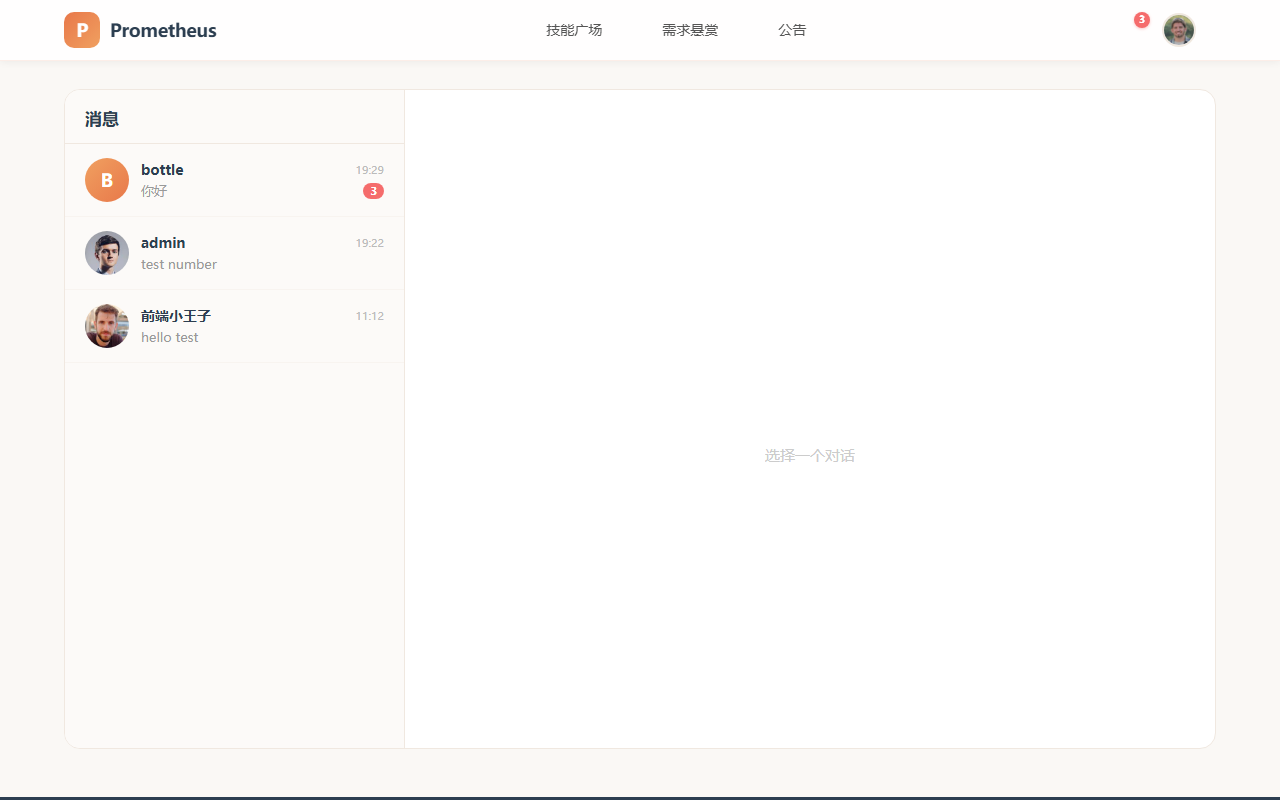 P Prometheus 技能广场 需求悬赏 公告 3
消息
B bottle 19:29
你好 3
admin 19:22
test number
前端小王子 11:12
hello test
选择一个对话